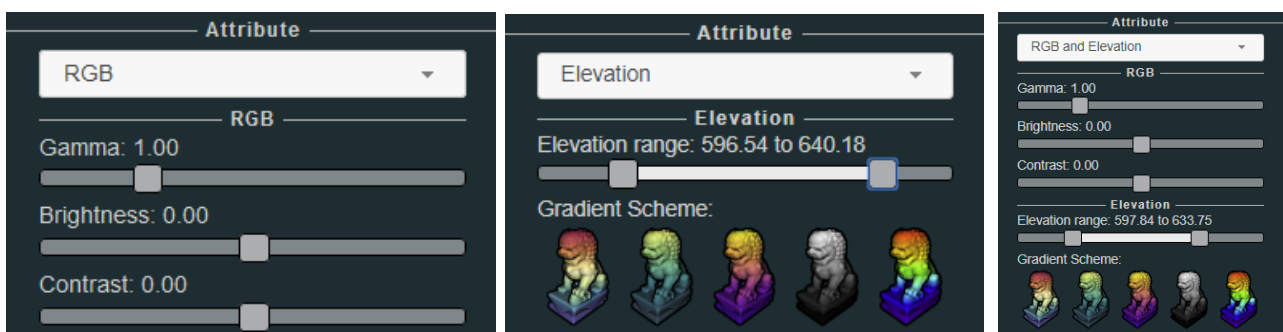 Attribute
RGB
RGB
Gamma: 1.00
Brightness: 0.00
Contrast: 0.00
Attribute
Elevation
Elevation
Elevation range: 596.54 to 640.18
Gradient Scheme:
Attribute
RGB and Elevation
RGB
Gamma: 1.00
Brightness: 0.00
Contrast: 0.00
Elevation
Elevation range: 597.84 to 633.75
Gradient Scheme: